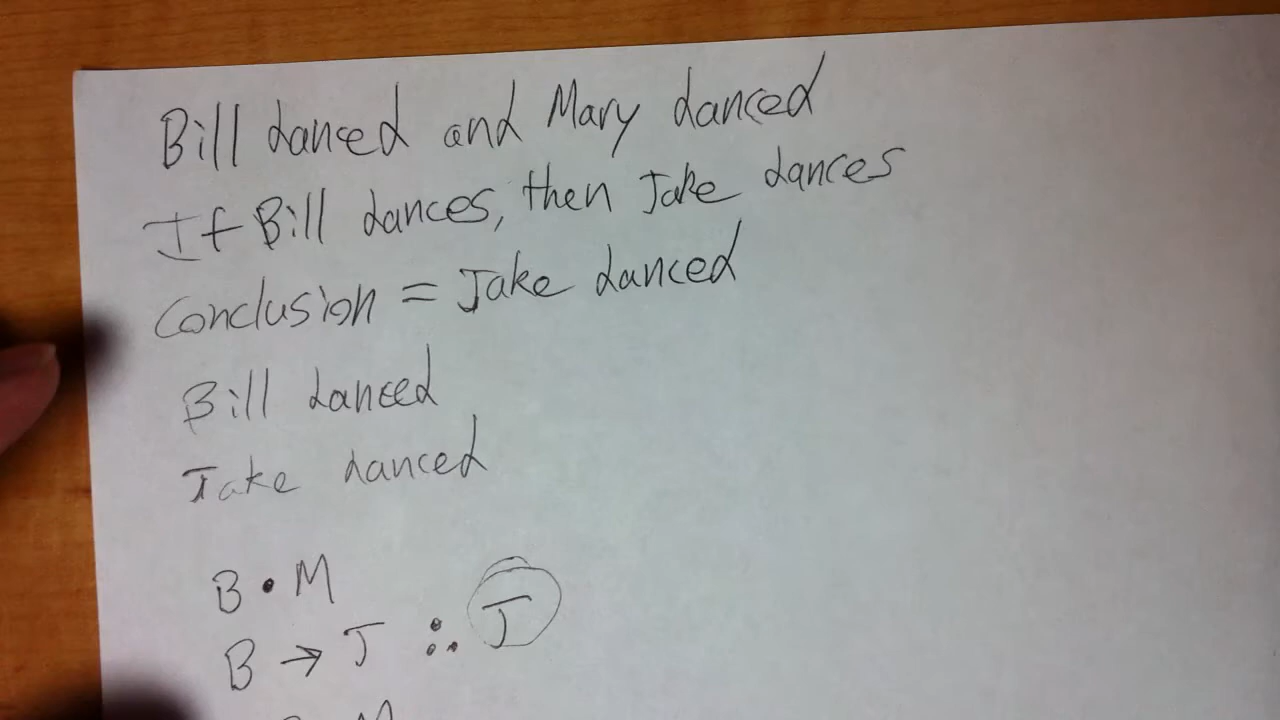 Bill danced and Mary danced
If Bill dances, then Jake dances
Conclusion = Jake danced
Bill danced
Jake danced
B • M
B → J ∴ J
M